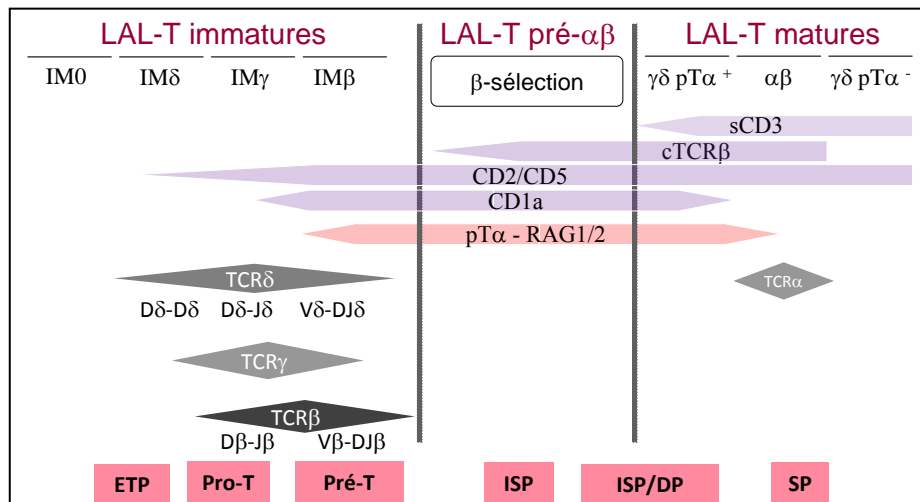 LAL-T immatures LAL-T pré-αβ LAL-T matures
IM0 IMδ IMγ IMβ β-sélection γδ pTα + αβ γδ pTα -
sCD3
cTCRβ
CD2/CD5
CD1a
pTα - RAG1/2
TCRδ TCRα
Dδ-Dδ Dδ-Jδ Vδ-DJδ
TCRγ
TCRβ
Dβ-Jβ Vβ-DJβ
ETP Pro-T Pré-T ISP ISP/DP SP